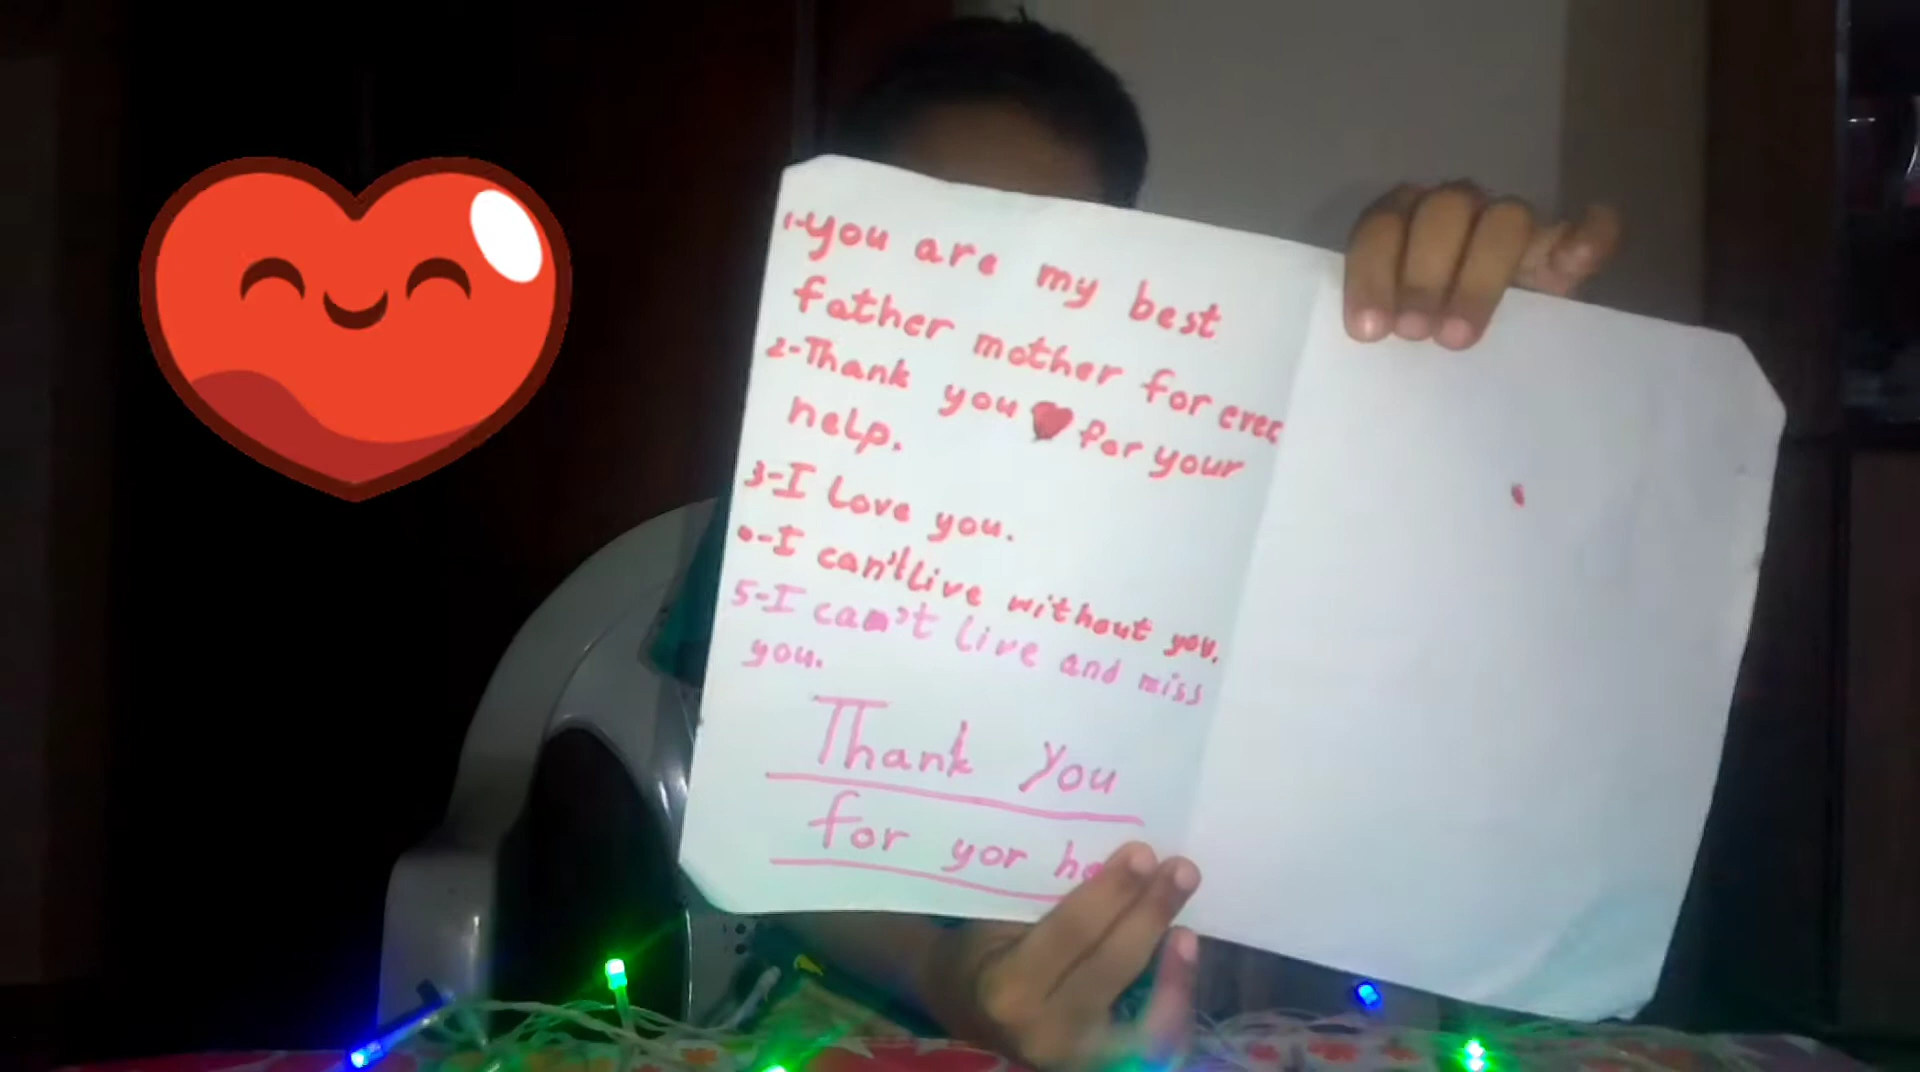 1-You are my best
father mother for ever
2-Thank you for your
help.
3-I Love you.
I can't Live without you.
5-I can't live and miss
you.
Thank You
for yor